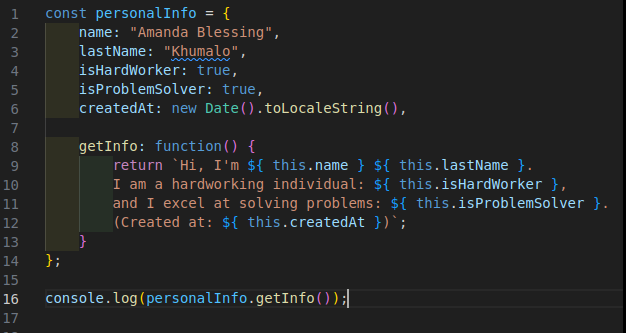 1 const personalInfo = {
2 name: "Amanda Blessing",
3 lastName: "Khumalo",
4 isHardWorker: true,
5 isProblemSolver: true,
6 createdAt: new Date().toLocaleString(),
7
8 getInfo: function() {
9 return `Hi, I'm ${ this.name } ${ this.lastName }.
10 I am a hardworking individual: ${ this.isHardWorker },
11 and I excel at solving problems: ${ this.isProblemSolver }.
12 (Created at: ${ this.createdAt })`;
13 }
14 };
15
16 console.log(personalInfo.getInfo());
17